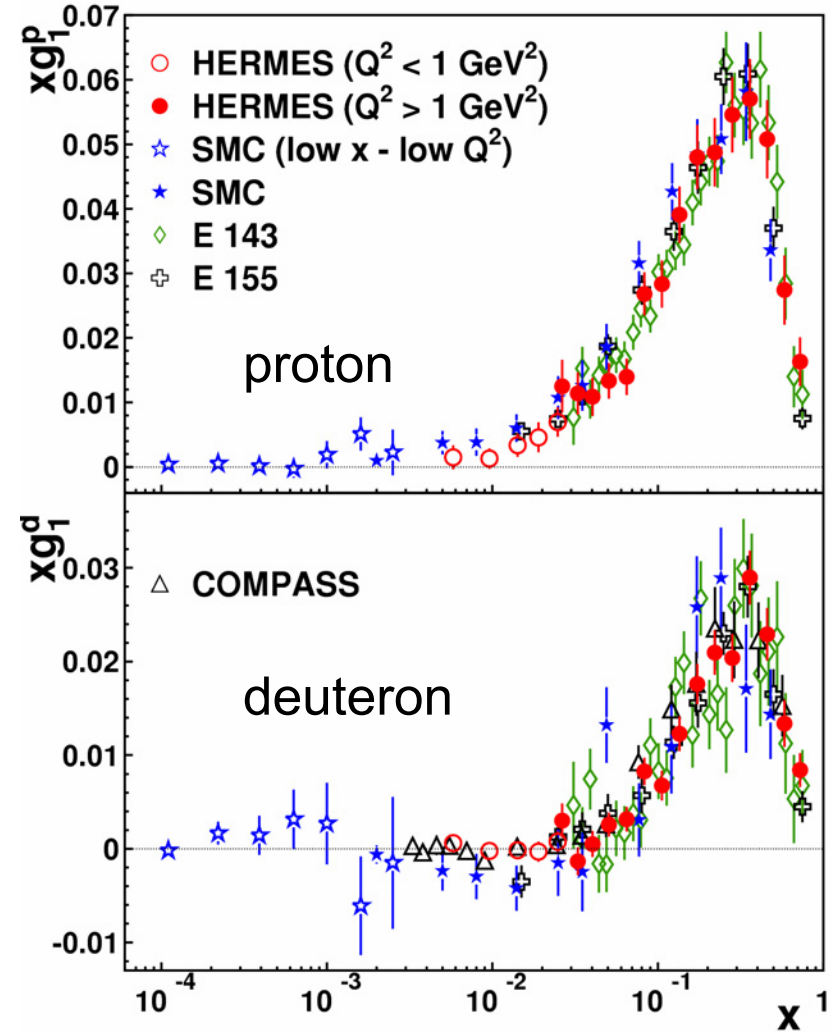 xg₁ᵖ
0.07
0.06
0.05
0.04
0.03
0.02
0.01
0
HERMES (Q² < 1 GeV²)
HERMES (Q² > 1 GeV²)
SMC (low x - low Q²)
SMC
E 143
E 155
proton
xg₁ᵈ
0.03
0.02
0.01
0
-0.01
COMPASS
deuteron
10⁻⁴ 10⁻³ 10⁻² 10⁻¹ 1
x